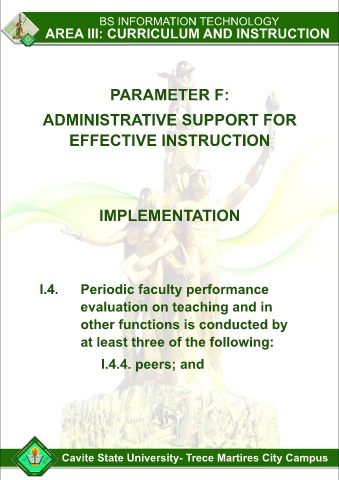 BS INFORMATION TECHNOLOGY
AREA III: CURRICULUM AND INSTRUCTION
PARAMETER F:
ADMINISTRATIVE SUPPORT FOR
EFFECTIVE INSTRUCTION
IMPLEMENTATION
I.4. Periodic faculty performance
evaluation on teaching and in
other functions is conducted by
at least three of the following:
I.4.4. peers; and
Cavite State University- Trece Martires City Campus